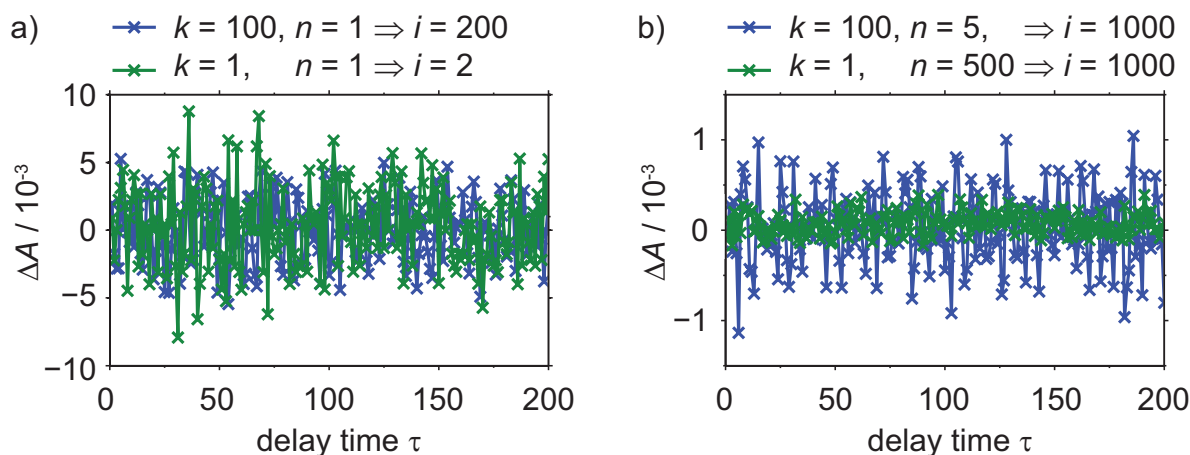 a)
k = 100, n = 1 ⇒ i = 200
k = 1, n = 1 ⇒ i = 2
ΔA / 10⁻³
10
5
0
−5
−10
0 50 100 150 200
delay time τ
b)
k = 100, n = 5, ⇒ i = 1000
k = 1, n = 500 ⇒ i = 1000
ΔA / 10⁻³
1
0
−1
0 50 100 150 200
delay time τ